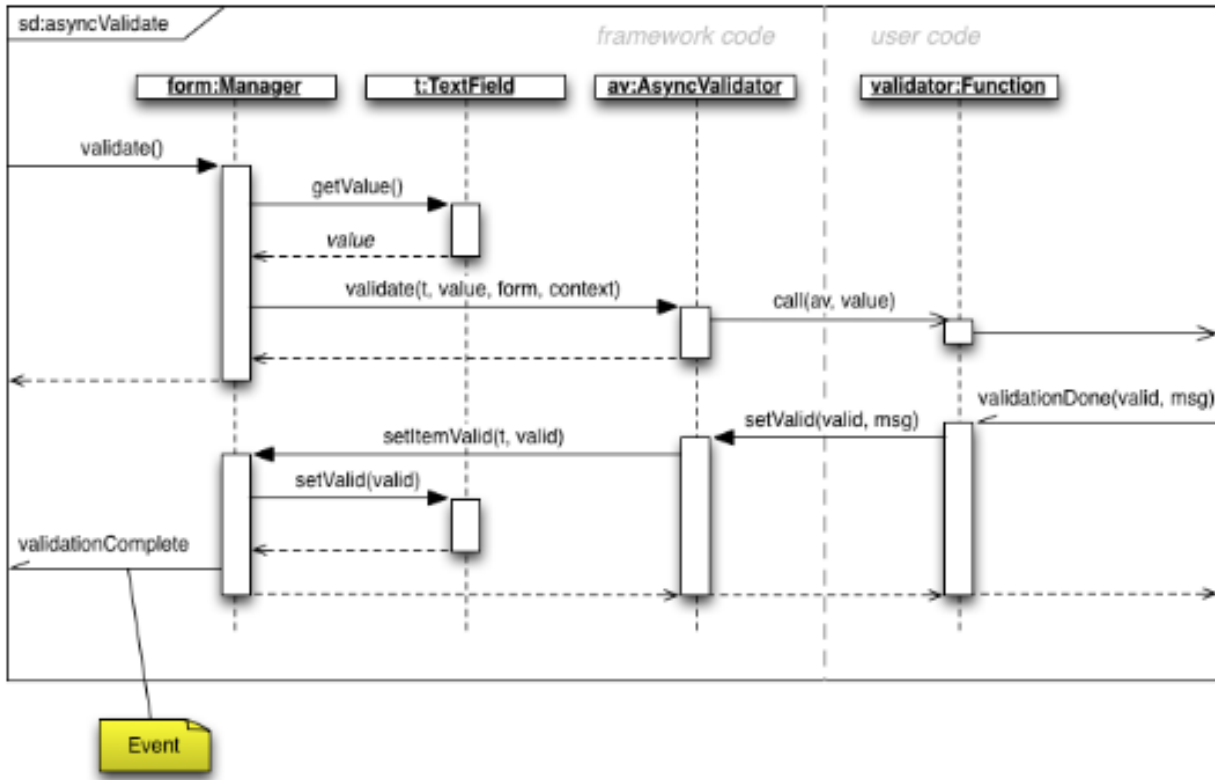 sd:asyncValidate
framework code
user code
form:Manager
t:TextField
av:AsyncValidator
validator:Function
validate()
getValue()
value
validate(t, value, form, context)
call(av, value)
validationDone(valid, msg)
setValid(valid, msg)
setItemValid(t, valid)
setValid(valid)
validationComplete
Event